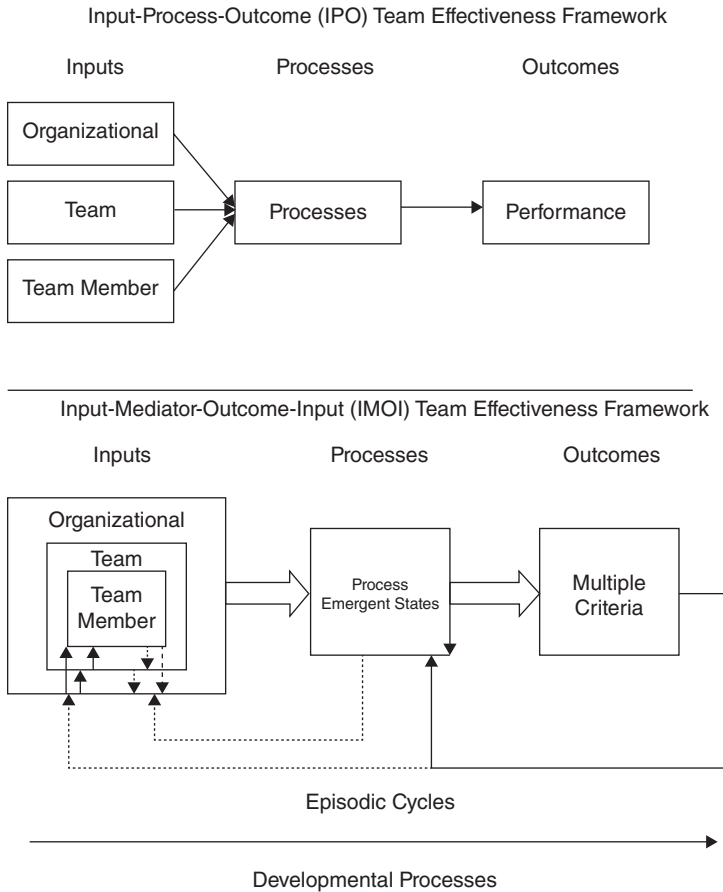 Input-Process-Outcome (IPO) Team Effectiveness Framework
Inputs Processes Outcomes
Organizational
Team Processes Performance
Team Member
Input-Mediator-Outcome-Input (IMOI) Team Effectiveness Framework
Inputs Processes Outcomes
Organizational
Team
Team
Member
Process
Emergent States
Multiple
Criteria
Episodic Cycles
Developmental Processes